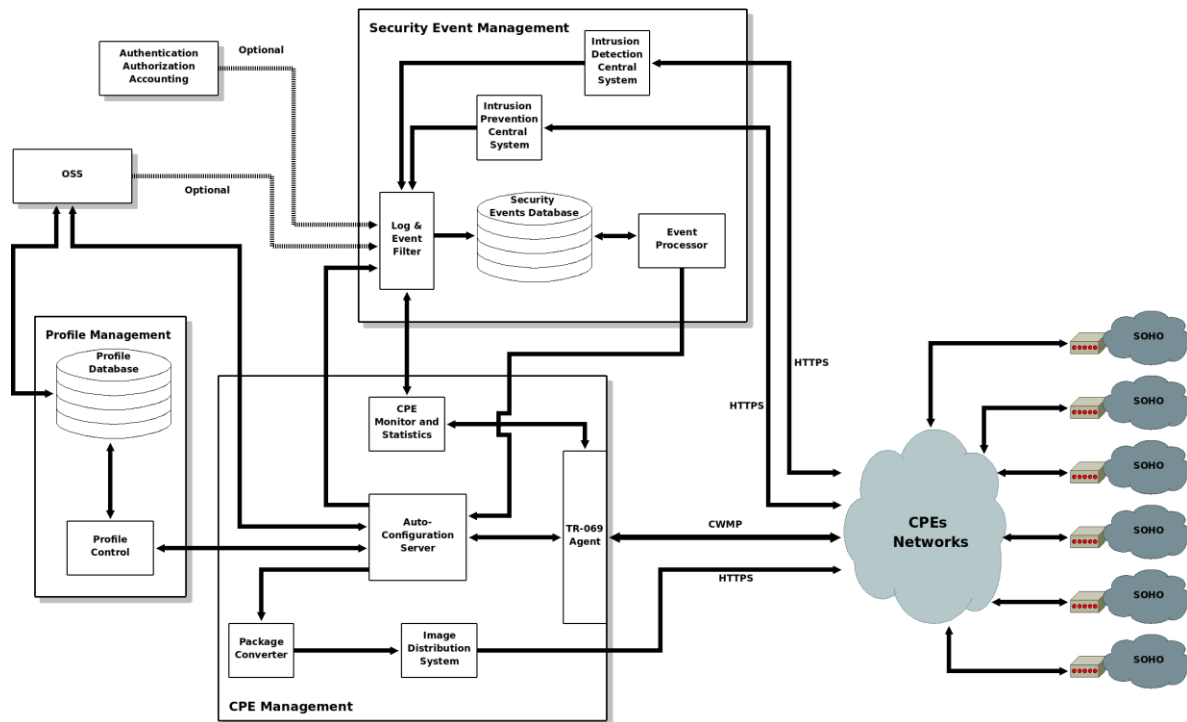 Security Event Management
Authentication
Authorization
Accounting
Optional
Intrusion
Detection
Central
System
Intrusion
Prevention
Central
System
OSS
Optional
Log &
Event
Filter
Security
Events Database
Event
Processor
Profile Management
Profile
Database
Profile
Control
CPE
Monitor and
Statistics
Auto-
Configuration
Server
TR-069
Agent
Package
Converter
Image
Distribution
System
CPE Management
HTTPS
HTTPS
CWMP
HTTPS
CPEs
Networks
SOHO
SOHO
SOHO
SOHO
SOHO
SOHO